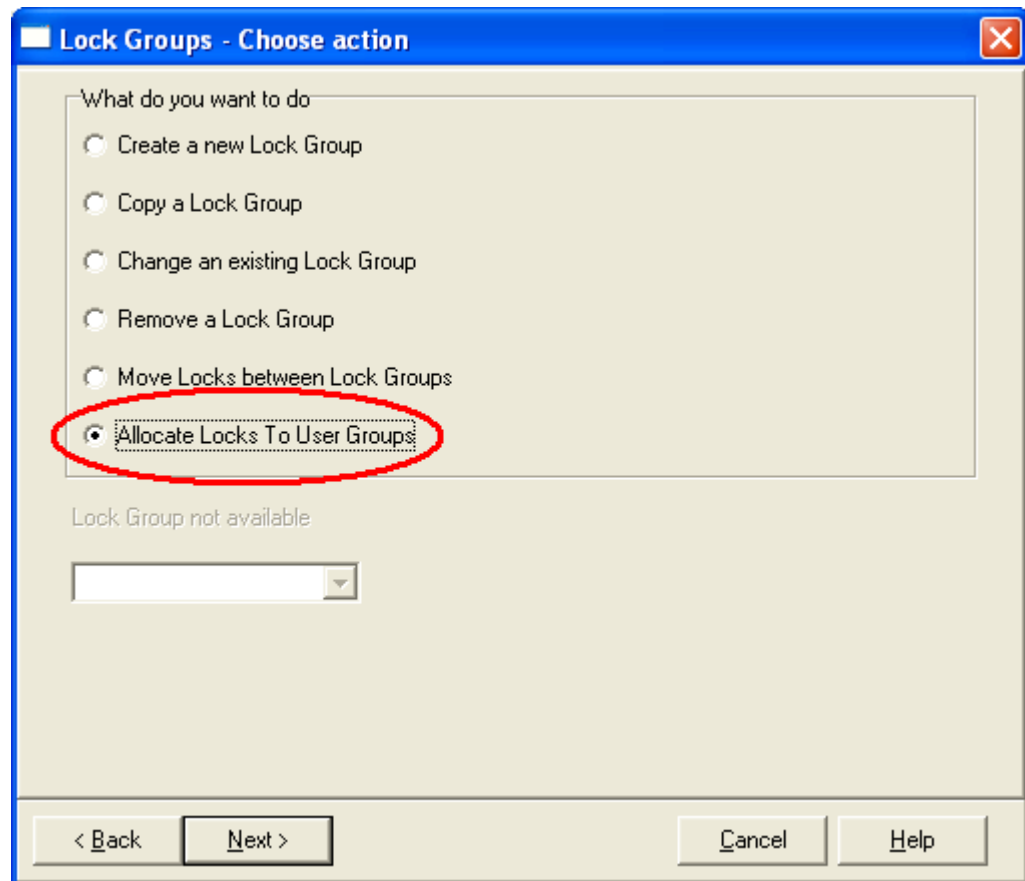 Lock Groups - Choose action
What do you want to do
Create a new Lock Group
Copy a Lock Group
Change an existing Lock Group
Remove a Lock Group
Move Locks between Lock Groups
Allocate Locks To User Groups
Lock Group not available
< Back Next > Cancel Help